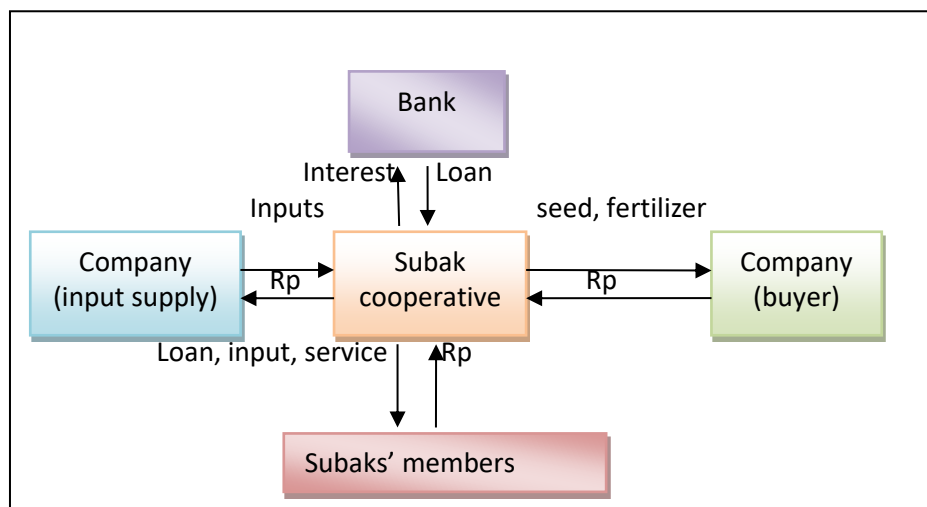 Bank
Interest
Loan
Inputs
seed, fertilizer
Company
(input supply)
Rp
Subak
cooperative
Rp
Company
(buyer)
Loan, input, service
Rp
Subaks’ members